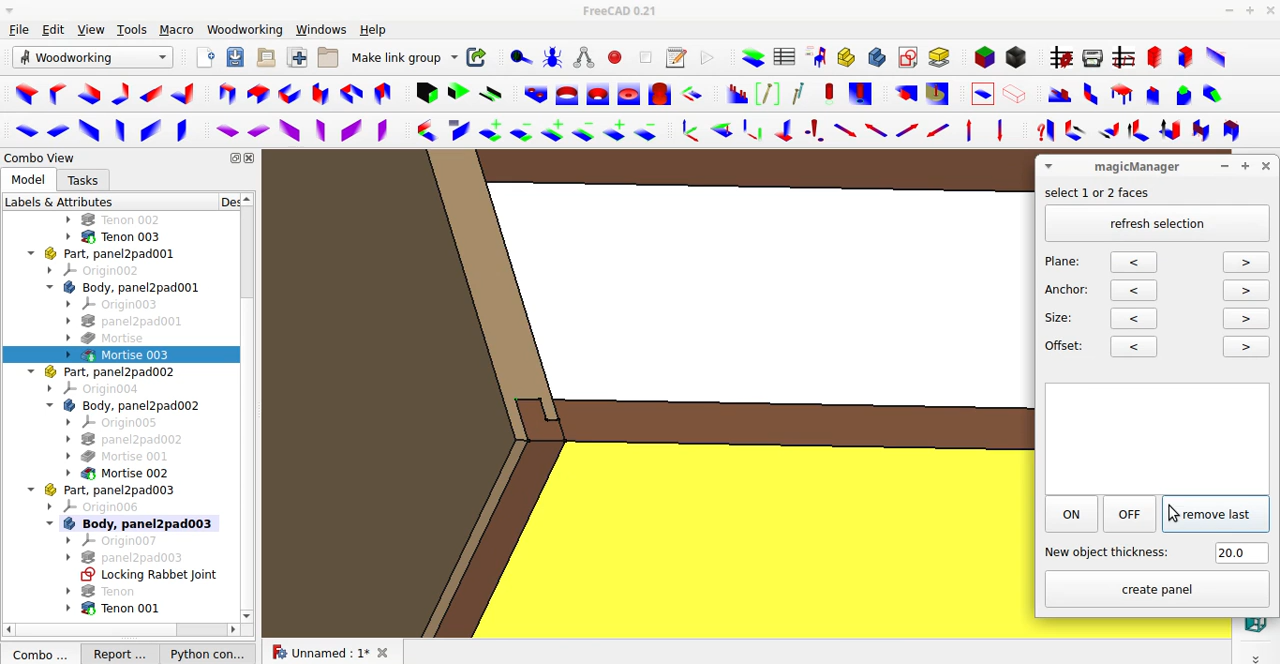 FreeCAD 0.21
File Edit View Tools Macro Woodworking Windows Help
Woodworking
Make link group
Combo View
Model Tasks
Labels & Attributes Des
Tenon 002
Tenon 003
Part, panel2pad001
Origin002
Body, panel2pad001
Origin003
panel2pad001
Mortise
Mortise 003
Part, panel2pad002
Origin004
Body, panel2pad002
Origin005
panel2pad002
Mortise 001
Mortise 002
Part, panel2pad003
Origin006
Body, panel2pad003
Origin007
panel2pad003
Locking Rabbet Joint
Tenon
Tenon 001
Combo ... Report ... Python con...
Unnamed : 1*
magicManager
select 1 or 2 faces
refresh selection
Plane: < >
Anchor: < >
Size: < >
Offset: < >
ON OFF remove last
New object thickness: 20.0
create panel